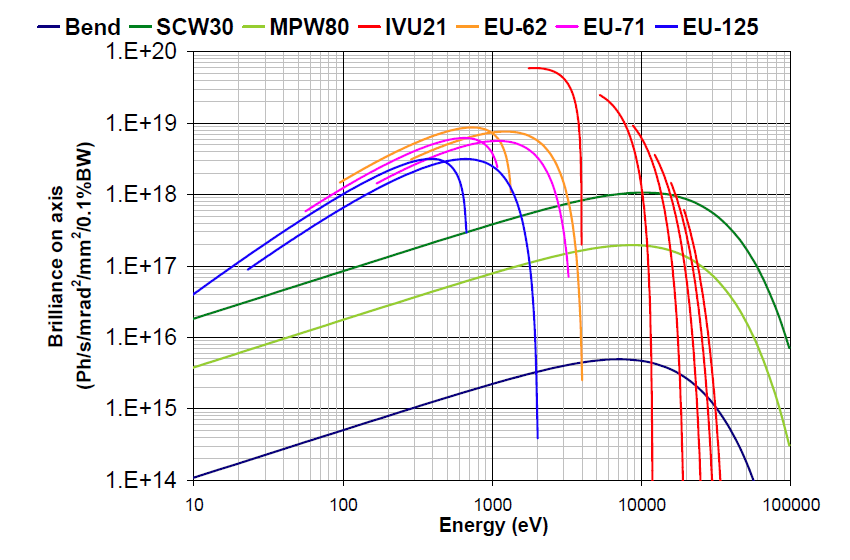 Bend SCW30 MPW80 IVU21 EU-62 EU-71 EU-125
1.E+20
1.E+19
1.E+18
1.E+17
1.E+16
1.E+15
1.E+14
Brilliance on axis
(Ph/s/mrad²/mm²/0.1%BW)
10 100 1000 10000 100000
Energy (eV)